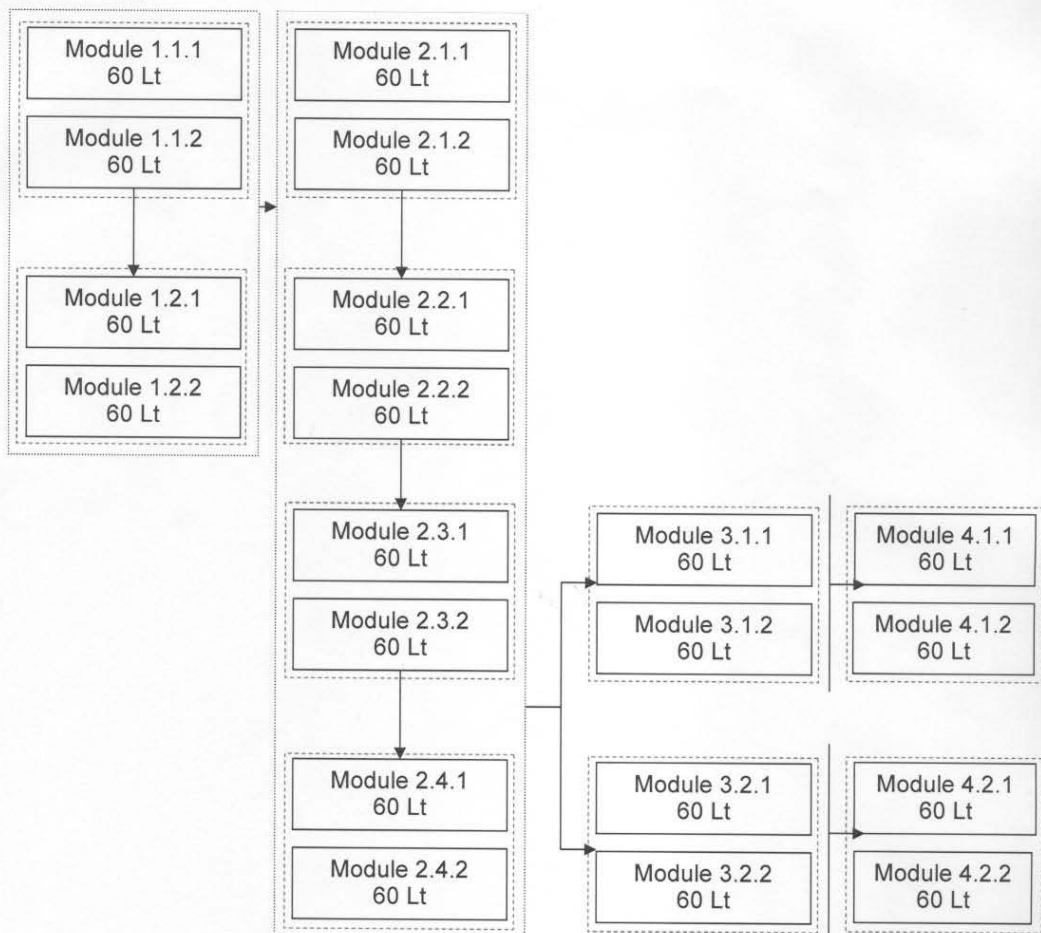 Module 1.1.1
60 Lt
Module 1.1.2
60 Lt
Module 1.2.1
60 Lt
Module 1.2.2
60 Lt
Module 2.1.1
60 Lt
Module 2.1.2
60 Lt
Module 2.2.1
60 Lt
Module 2.2.2
60 Lt
Module 2.3.1
60 Lt
Module 2.3.2
60 Lt
Module 2.4.1
60 Lt
Module 2.4.2
60 Lt
Module 3.1.1
60 Lt
Module 3.1.2
60 Lt
Module 3.2.1
60 Lt
Module 3.2.2
60 Lt
Module 4.1.1
60 Lt
Module 4.1.2
60 Lt
Module 4.2.1
60 Lt
Module 4.2.2
60 Lt